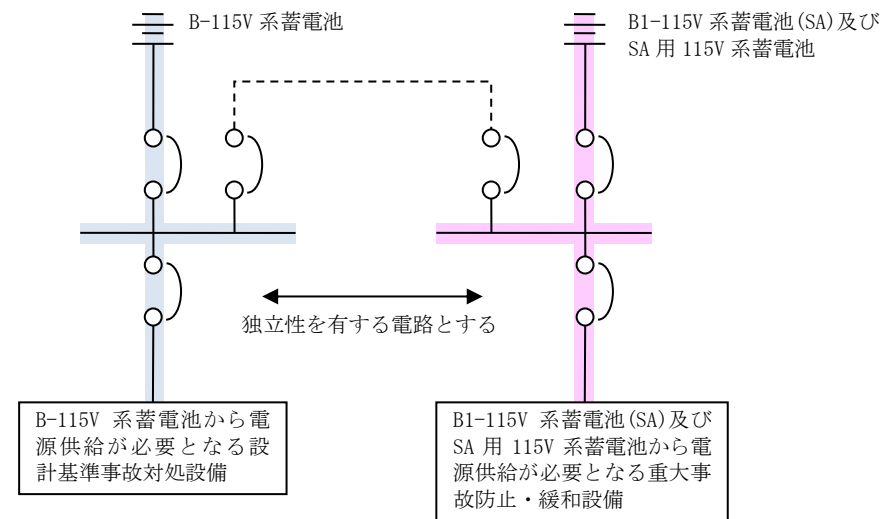 B-115V 系蓄電池
B1-115V 系蓄電池(SA)及び
SA 用 115V 系蓄電池
独立性を有する電路とする
B-115V 系蓄電池から電
源供給が必要となる設
計基準事故対処設備
B1-115V 系蓄電池(SA)及び
SA 用 115V 系蓄電池から電
源供給が必要となる重大事
故防止・緩和設備